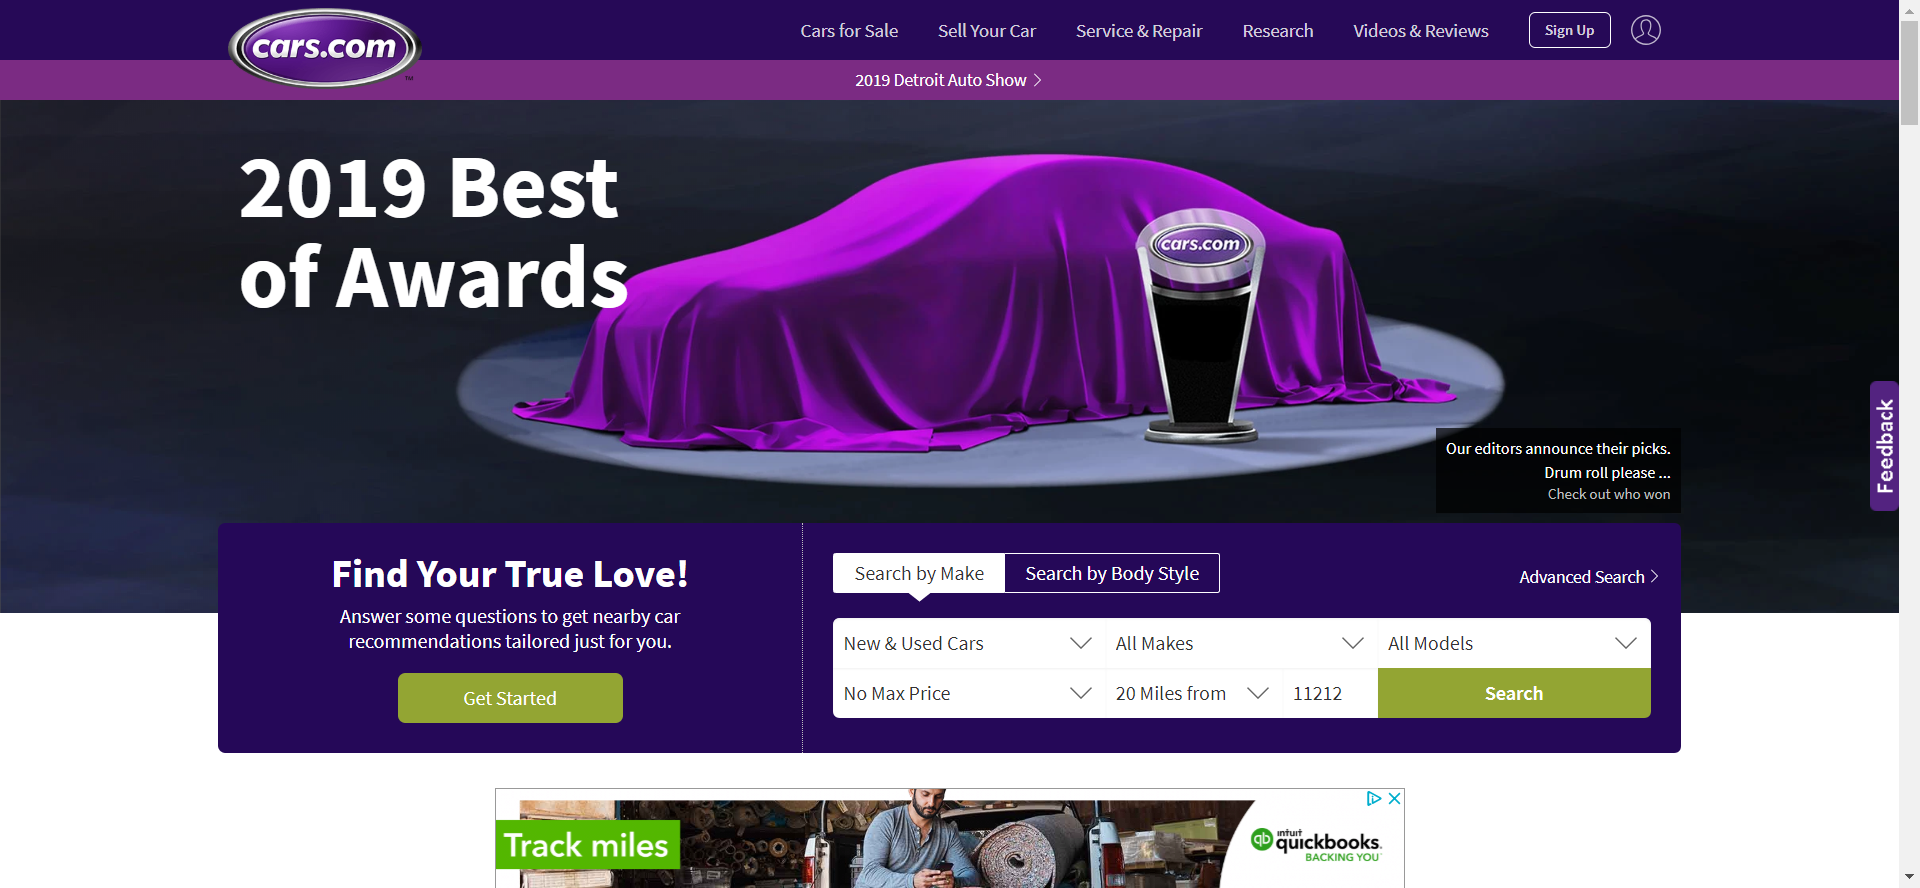 cars.com
TM
Cars for Sale
Sell Your Car
Service & Repair
Research
Videos & Reviews
Sign Up
2019 Detroit Auto Show
2019 Best
of Awards
cars.com
Our editors announce their picks.
Drum roll please ...
Check out who won
Feedback
Find Your True Love!
Answer some questions to get nearby car
recommendations tailored just for you.
Get Started
Search by Make
Search by Body Style
Advanced Search
New & Used Cars
All Makes
All Models
No Max Price
20 Miles from
11212
Search
Track miles
qb
intuit
quickbooks.
BACKING YOU